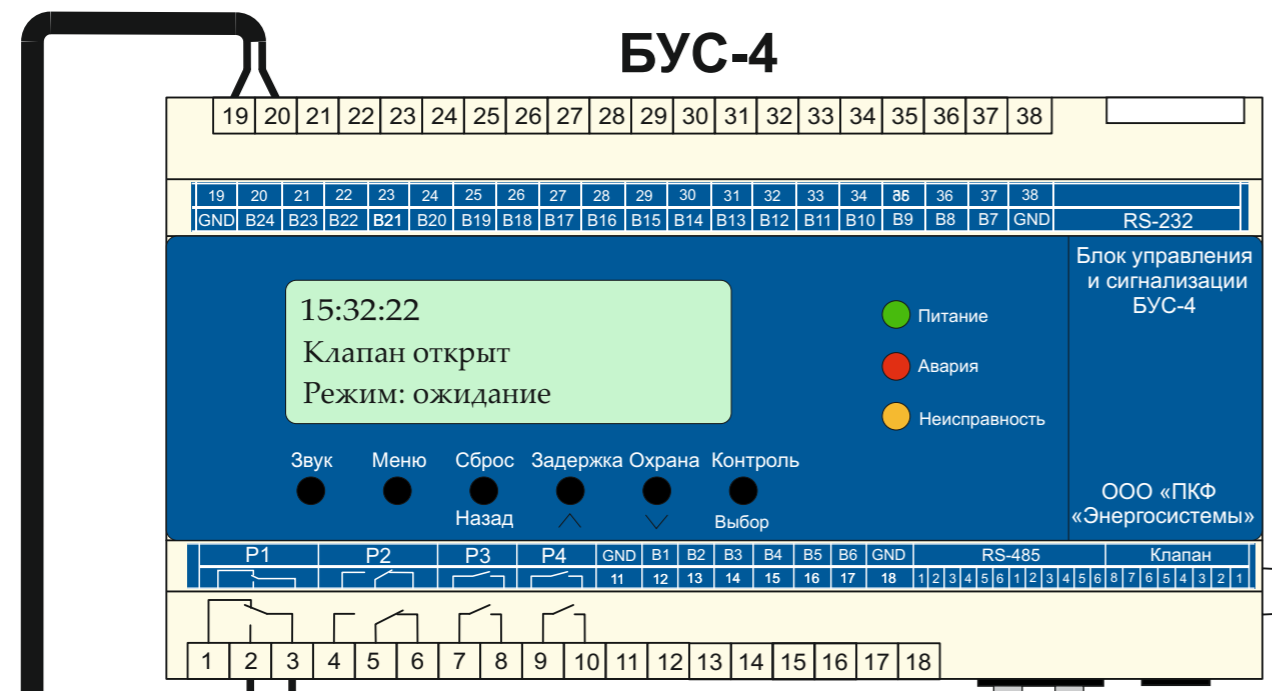 БУС-4
19 20 21 22 23 24 25 26 27 28 29 30 31 32 33 34 35 36 37 38
19 20 21 22 23 24 25 26 27 28 29 30 31 32 33 34 35 36 37 38
GND B24 B23 B22 B21 B20 B19 B18 B17 B16 B15 B14 B13 B12 B11 B10 B9 B8 B7 GND RS-232
Блок управления
и сигнализации
БУС-4
15:32:22
Клапан открыт
Режим: ожидание
Питание
Авария
Неисправность
Звук Меню Сброс Задержка Охрана Контроль
Назад Выбор
ООО «ПКФ
«Энергосистемы»
P1 P2 P3 P4 GND B1 B2 B3 B4 B5 B6 GND RS-485 Клапан
11 12 13 14 15 16 17 18 1 2 3 4 5 6 1 2 3 4 5 6 8 7 6 5 4 3 2 1
1 2 3 4 5 6 7 8 9 10 11 12 13 14 15 16 17 18